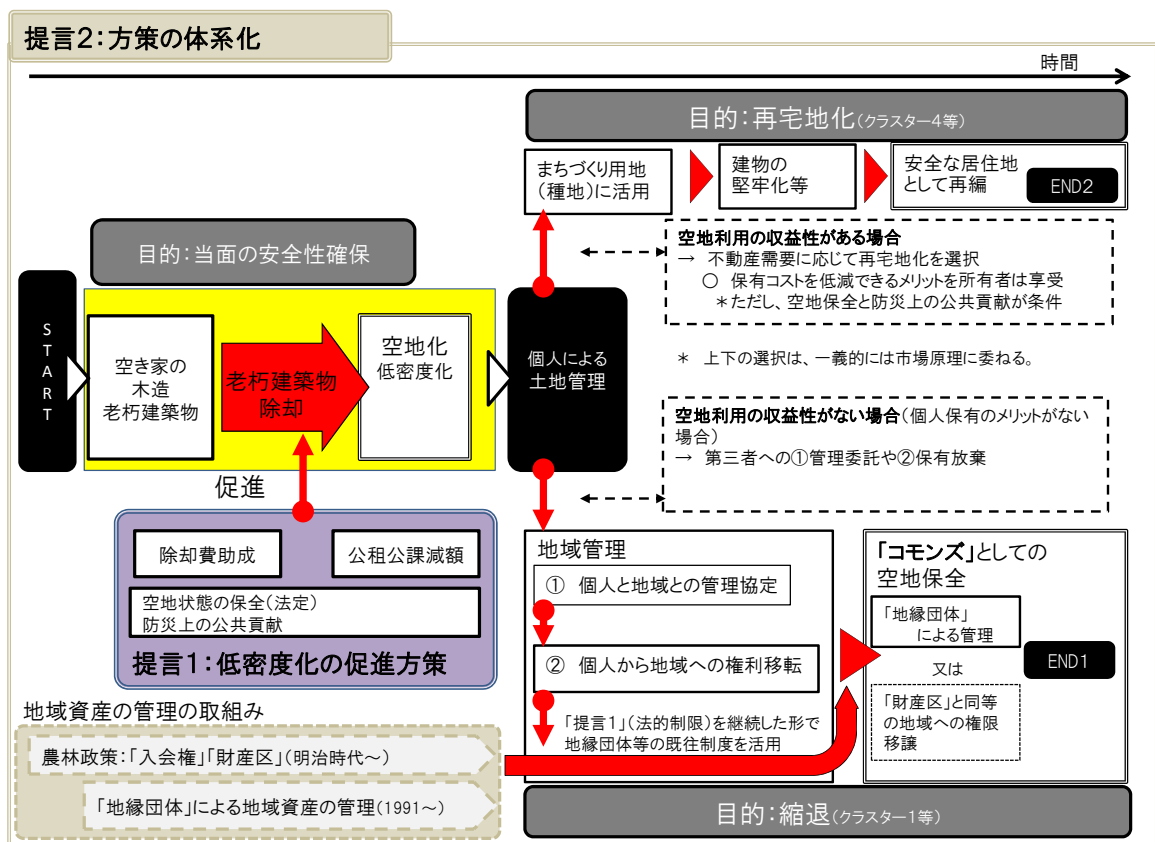 提言2：方策の体系化
時間
目的：再宅地化（クラスター4等）
まちづくり用地
（種地）に活用
建物の
堅牢化等
安全な居住地
として再編
END2
空地利用の収益性がある場合
→ 不動産需要に応じて再宅地化を選択
○ 保有コストを低減できるメリットを所有者は享受
＊ただし、空地保全と防災上の公共貢献が条件
目的：当面の安全性確保
START
空き家の
木造
老朽建築物
老朽建築物
除却
空地化
低密度化
個人による
土地管理
＊ 上下の選択は、一義的には市場原理に委ねる。
空地利用の収益性がない場合（個人保有のメリットがない
場合）
→ 第三者への①管理委託や②保有放棄
促進
除却費助成
公租公課減額
空地状態の保全（法定）
防災上の公共貢献
提言1：低密度化の促進方策
地域管理
① 個人と地域との管理協定
② 個人から地域への権利移転
「提言1」（法的制限）を継続した形で
地縁団体等の既往制度を活用
「コモンズ」としての
空地保全
「地縁団体」
による管理
又は
「財産区」と同等
の地域への権限
移譲
END1
地域資産の管理の取組み
農林政策：「入会権」「財産区」（明治時代～）
「地縁団体」による地域資産の管理（1991～）
目的：縮退（クラスター1等）